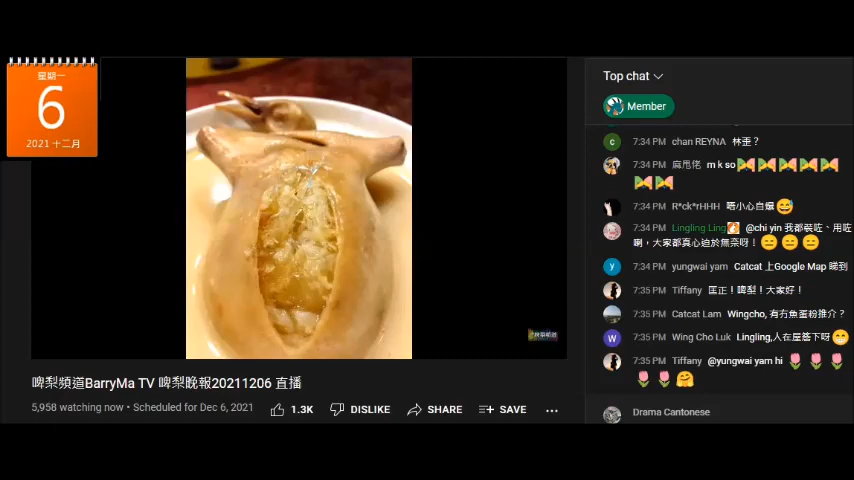 星期一
6
2021 十二月
啤梨頻道BarryMa TV 啤梨晚報20211206 直播
5,958 watching now • Scheduled for Dec 6, 2021
1.3K
DISLIKE
SHARE
SAVE
Top chat
Member
c
7:34 PM chan REYNA 林歪？
7:34 PM 麻甩佬 m k so
7:34 PM R*ck*rHHH 唔小心自爆
7:34 PM Lingling Ling @chi yin 我都裝咗、用咗
喇，大家都真心迫於無奈呀！
y
7:34 PM yungwai yam Catcat 上Google Map 睇到
7:35 PM Tiffany 匡正！啤梨！大家好！
7:35 PM Catcat Lam Wingcho, 有冇魚蛋粉推介？
W
7:35 PM Wing Cho Luk Lingling,人在屋簷下呀
7:35 PM Tiffany @yungwai yam hi
Drama Cantonese